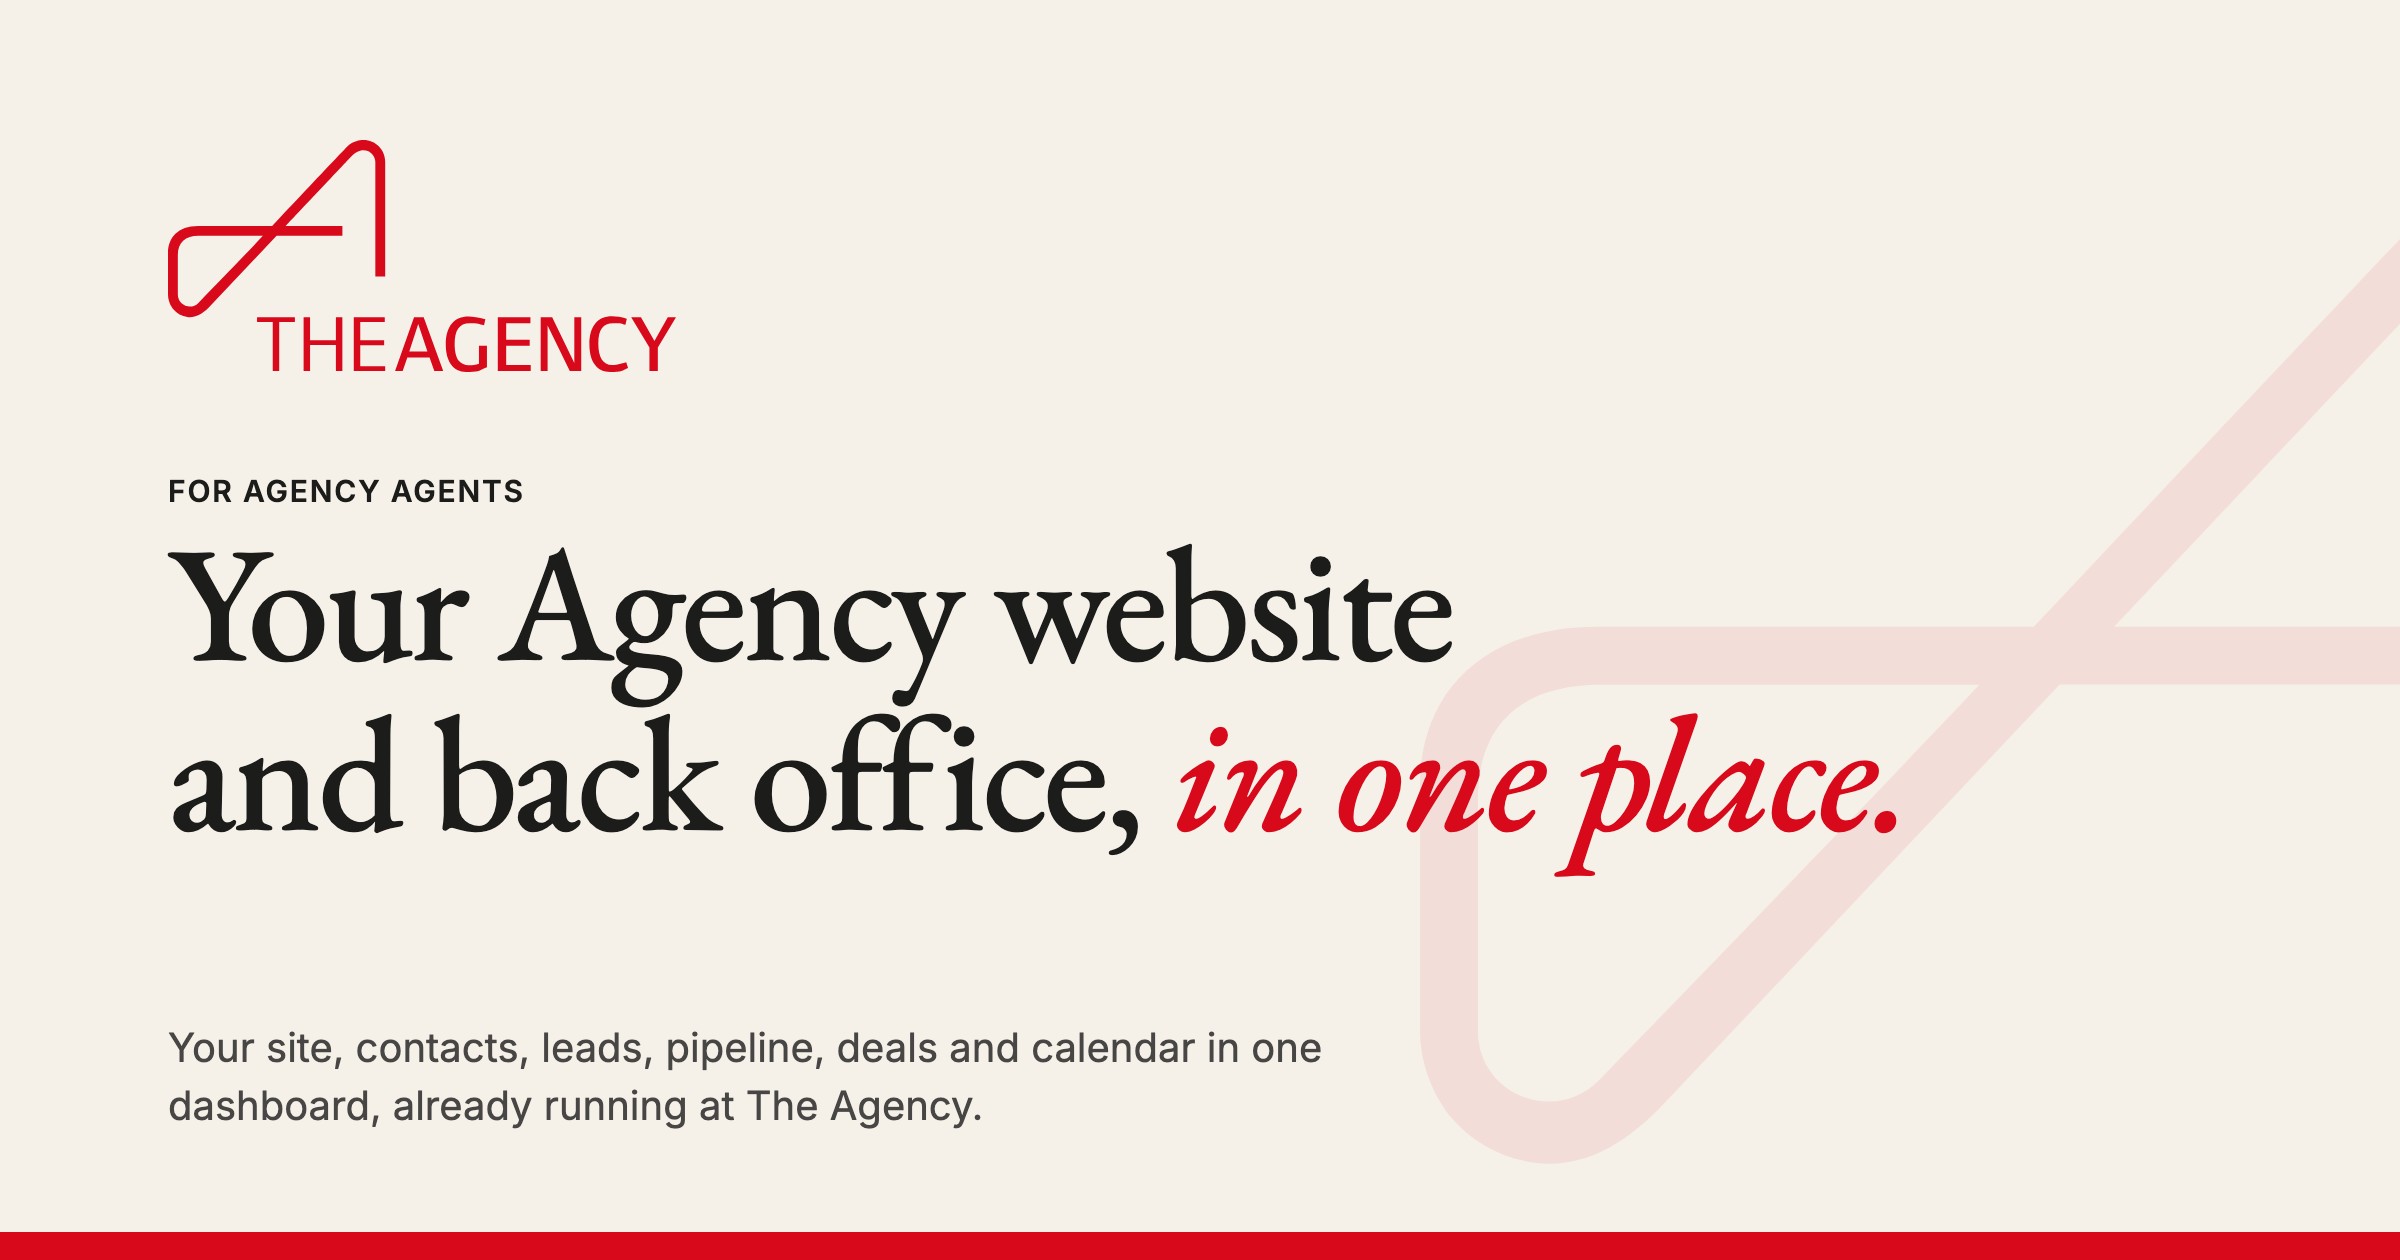 THE AGENCY
FOR AGENCY AGENTS
Your Agency website
and back office, in one place.
Your site, contacts, leads, pipeline, deals and calendar in one
dashboard, already running at The Agency.